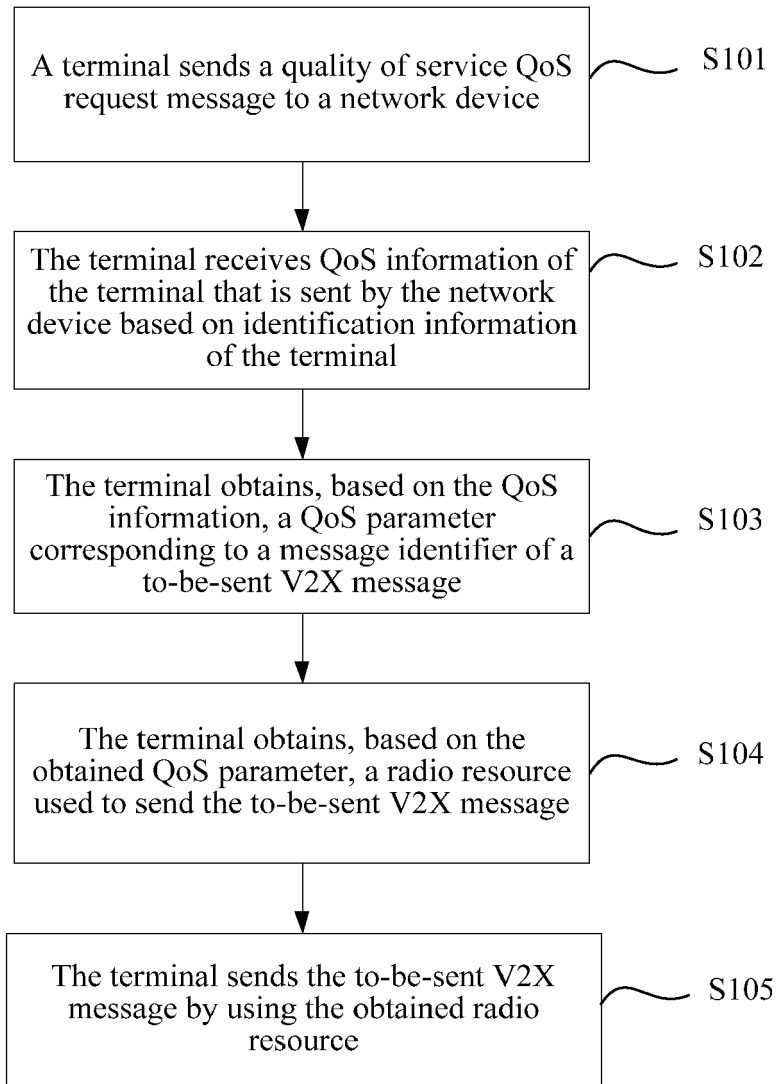 A terminal sends a quality of service QoS
request message to a network device
S101
The terminal receives QoS information of
the terminal that is sent by the network
device based on identification information
of the terminal
S102
The terminal obtains, based on the QoS
information, a QoS parameter
corresponding to a message identifier of a
to-be-sent V2X message
S103
The terminal obtains, based on the
obtained QoS parameter, a radio resource
used to send the to-be-sent V2X message
S104
The terminal sends the to-be-sent V2X
message by using the obtained radio
resource
S105